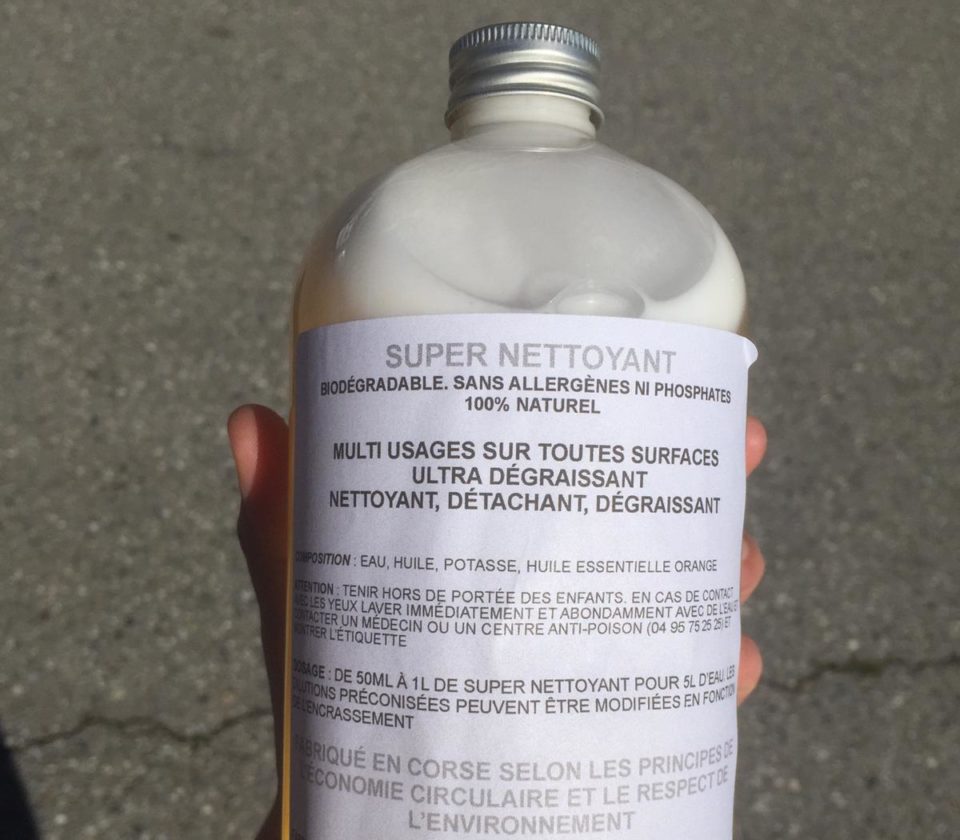 SUPER NETTOYANT
BIODÉGRADABLE. SANS ALLERGÈNES NI PHOSPHATES
100% NATUREL
MULTI USAGES SUR TOUTES SURFACES
ULTRA DÉGRAISSANT
NETTOYANT, DÉTACHANT, DÉGRAISSANT
COMPOSITION : EAU, HUILE, POTASSE, HUILE ESSENTIELLE ORANGE
ATTENTION : TENIR HORS DE PORTÉE DES ENFANTS. EN CAS DE CONTACT
AVEC LES YEUX LAVER IMMÉDIATEMENT ET ABONDAMMENT AVEC DE L'EAU ET
CONTACTER UN MÉDECIN OU UN CENTRE ANTI-POISON (04 95 75 25 25) ET
MONTRER L'ÉTIQUETTE
DOSAGE : DE 50ML À 1L DE SUPER NETTOYANT POUR 5L D'EAU. LES
DILUTIONS PRÉCONISÉES PEUVENT ÊTRE MODIFIÉES EN FONCTION
DE L'ENCRASSEMENT
FABRIQUÉ EN CORSE SELON LES PRINCIPES DE
L'ÉCONOMIE CIRCULAIRE ET LE RESPECT DE
L'ENVIRONNEMENT